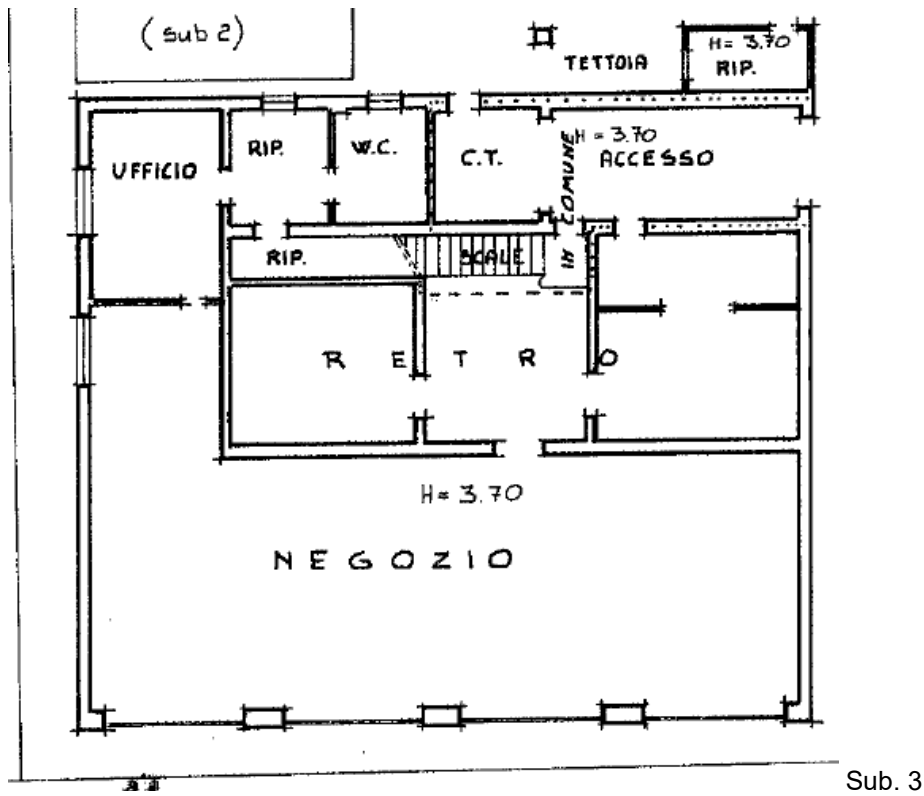 (sub 2)
H= 3.70
TETTOIA
RIP.
H= 3.70
UFFICIO
RIP.
W.C.
C.T.
ACCESSO
IN COMUNE
RIP.
SCALE
RETRO
H= 3.70
NEGOZIO
Sub. 3